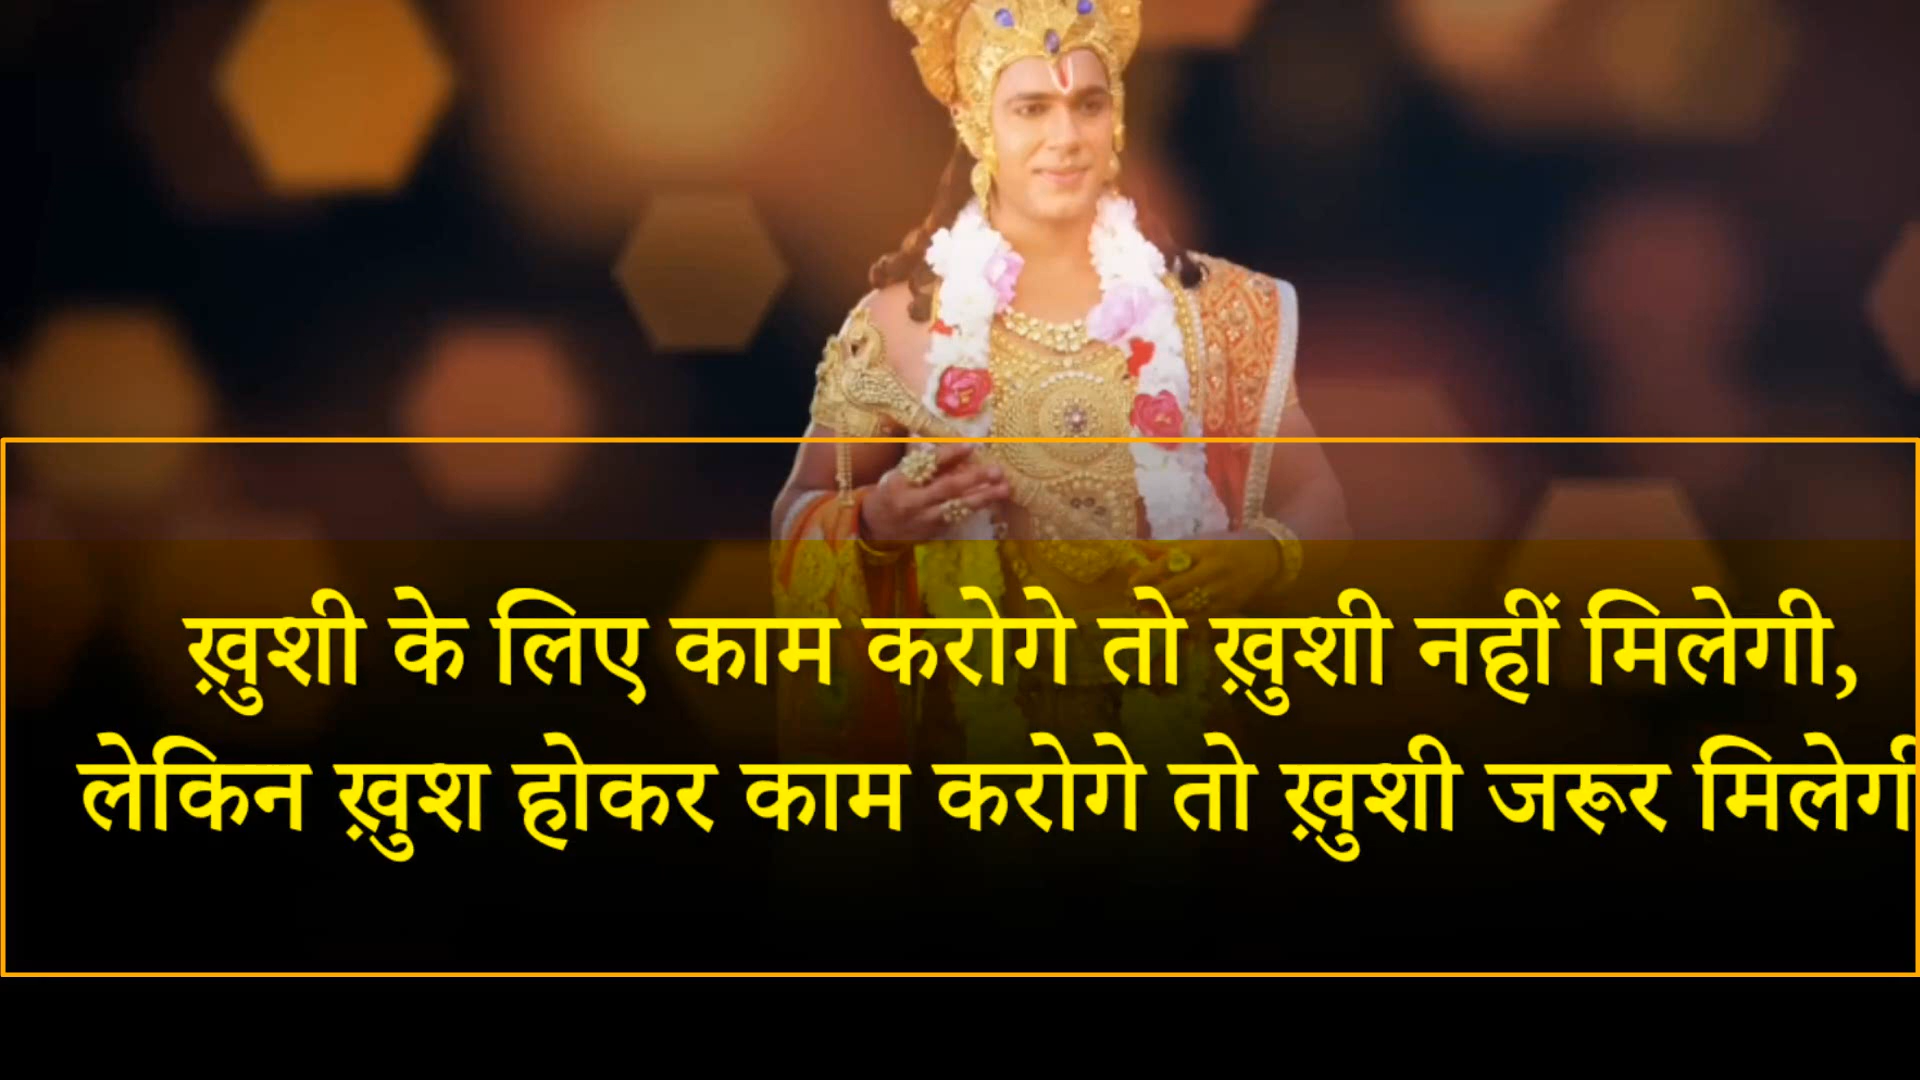 ख़ुशी के लिए काम करोगे तो ख़ुशी नहीं मिलेगी,
लेकिन ख़ुश होकर काम करोगे तो ख़ुशी जरूर मिलेगी